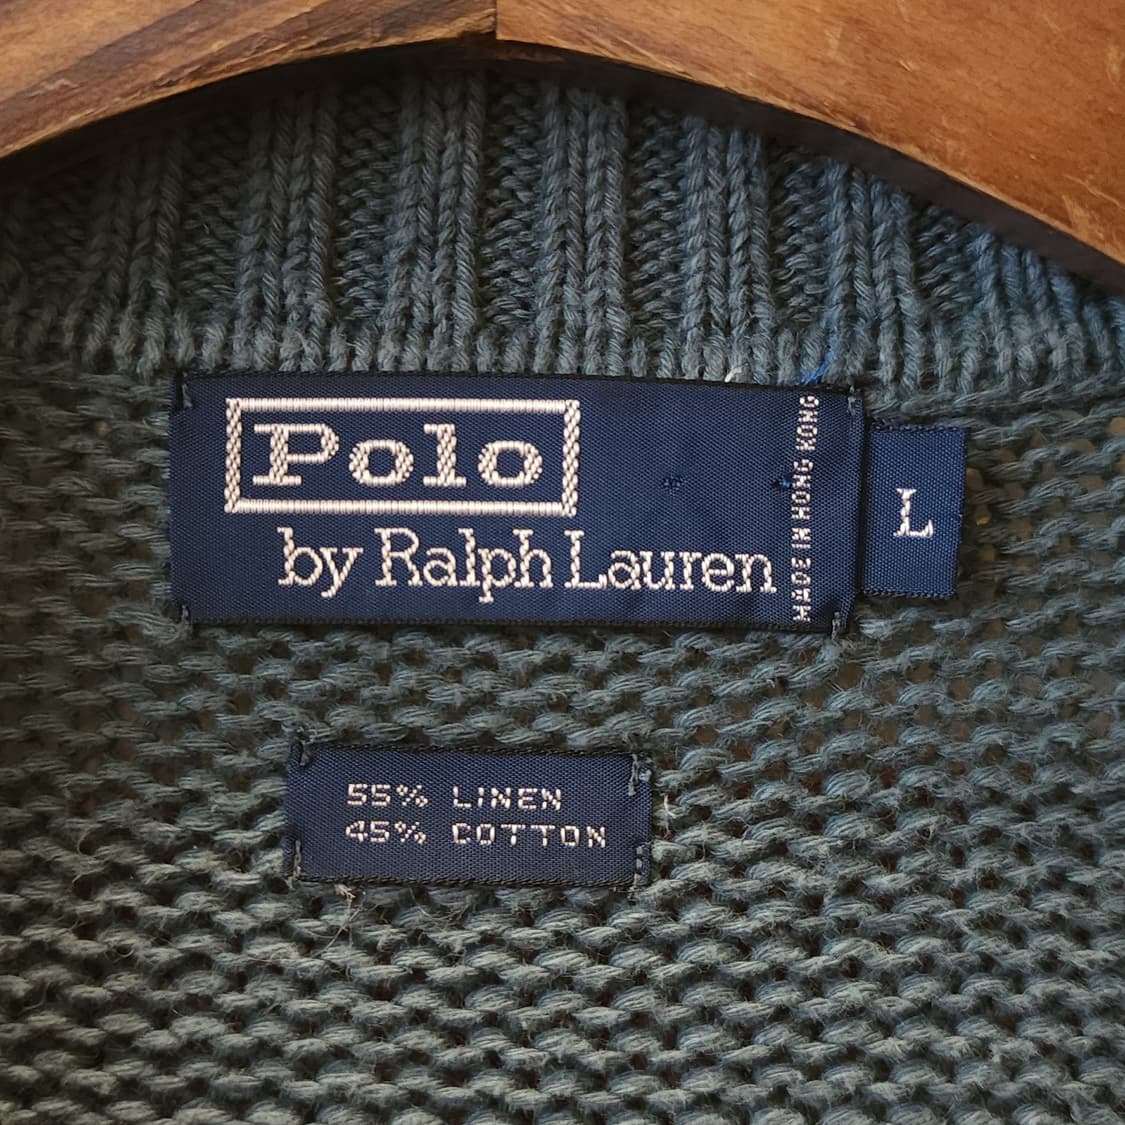 Polo
by Ralph Lauren
MADE IN HONG KONG
L
55% LINEN
45% COTTON